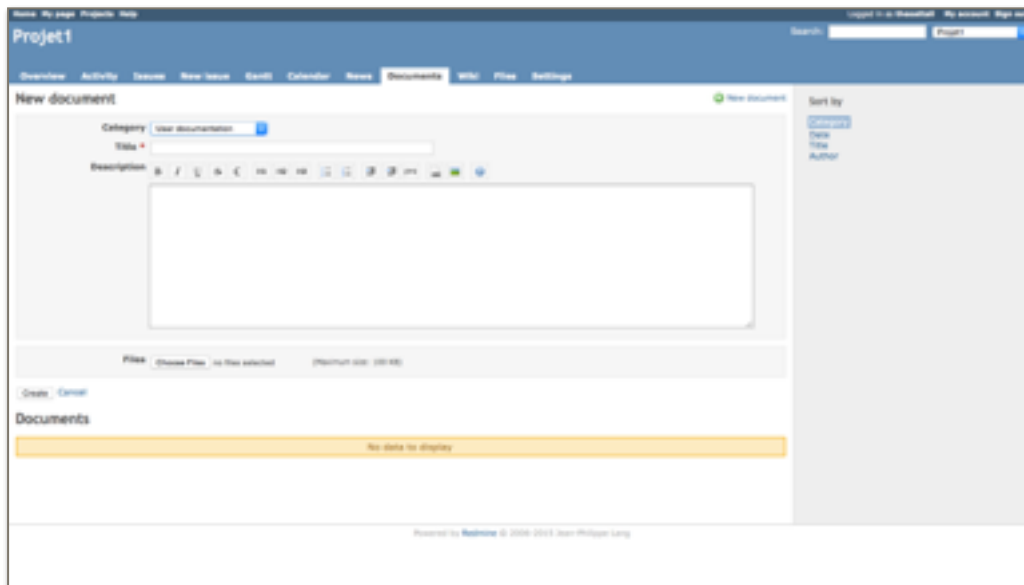 Home My page Projects Help
Logged in as My account Sign
Projet1
Search: Projet1
Overview Activity Issues New issue Gantt Calendar News Documents Wiki Files Settings
New document
New document
Category User documentation
Title *
Description
B I U S C H1 H2 H3
Files Choose Files no files selected (Maximum size: 100 KB)
Create Cancel
Documents
No data to display
Sort by
Category
Date
Title
Author
Powered by Redmine © 2006-2015 Jean-Philippe Lang